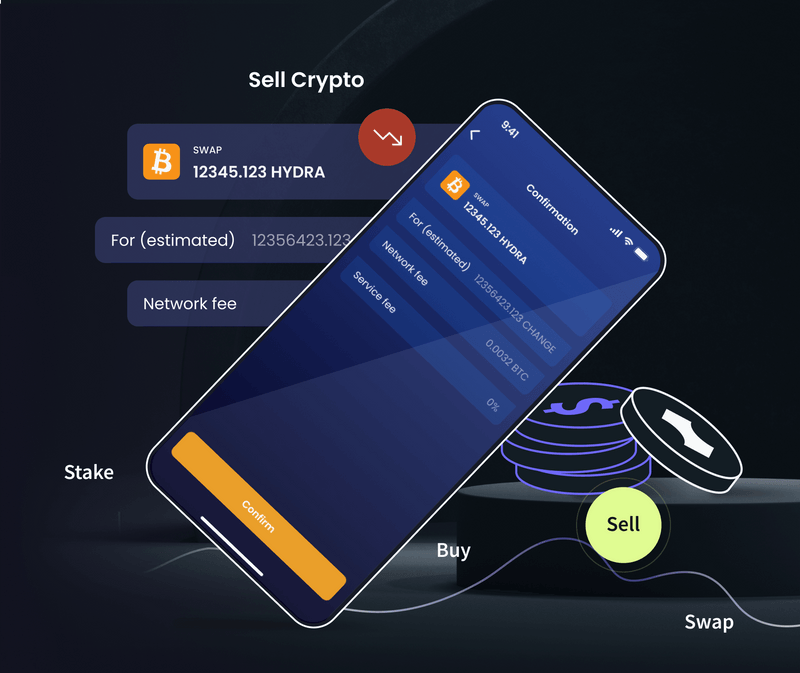 Sell Crypto
SWAP
12345.123 HYDRA
For (estimated) 12356423.123
Network fee
9:41
Confirmation
SWAP
12345.123 HYDRA
For (estimated) 12356423.123 CHANGE
Network fee 0.0032 BTC
Service fee 0%
Confirm
Stake
Buy
Sell
Swap